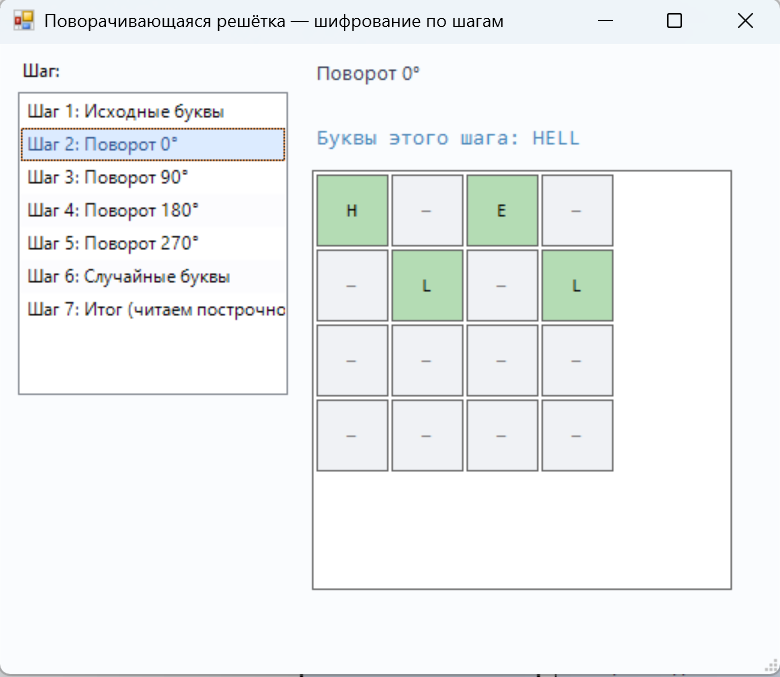 Поворачивающаяся решётка — шифрование по шагам
Шаг:
Шаг 1: Исходные буквы
Шаг 2: Поворот 0°
Шаг 3: Поворот 90°
Шаг 4: Поворот 180°
Шаг 5: Поворот 270°
Шаг 6: Случайные буквы
Шаг 7: Итог (читаем построчно
Поворот 0°
Буквы этого шага: HELL
H – E –
– L – L
– – – –
– – – –